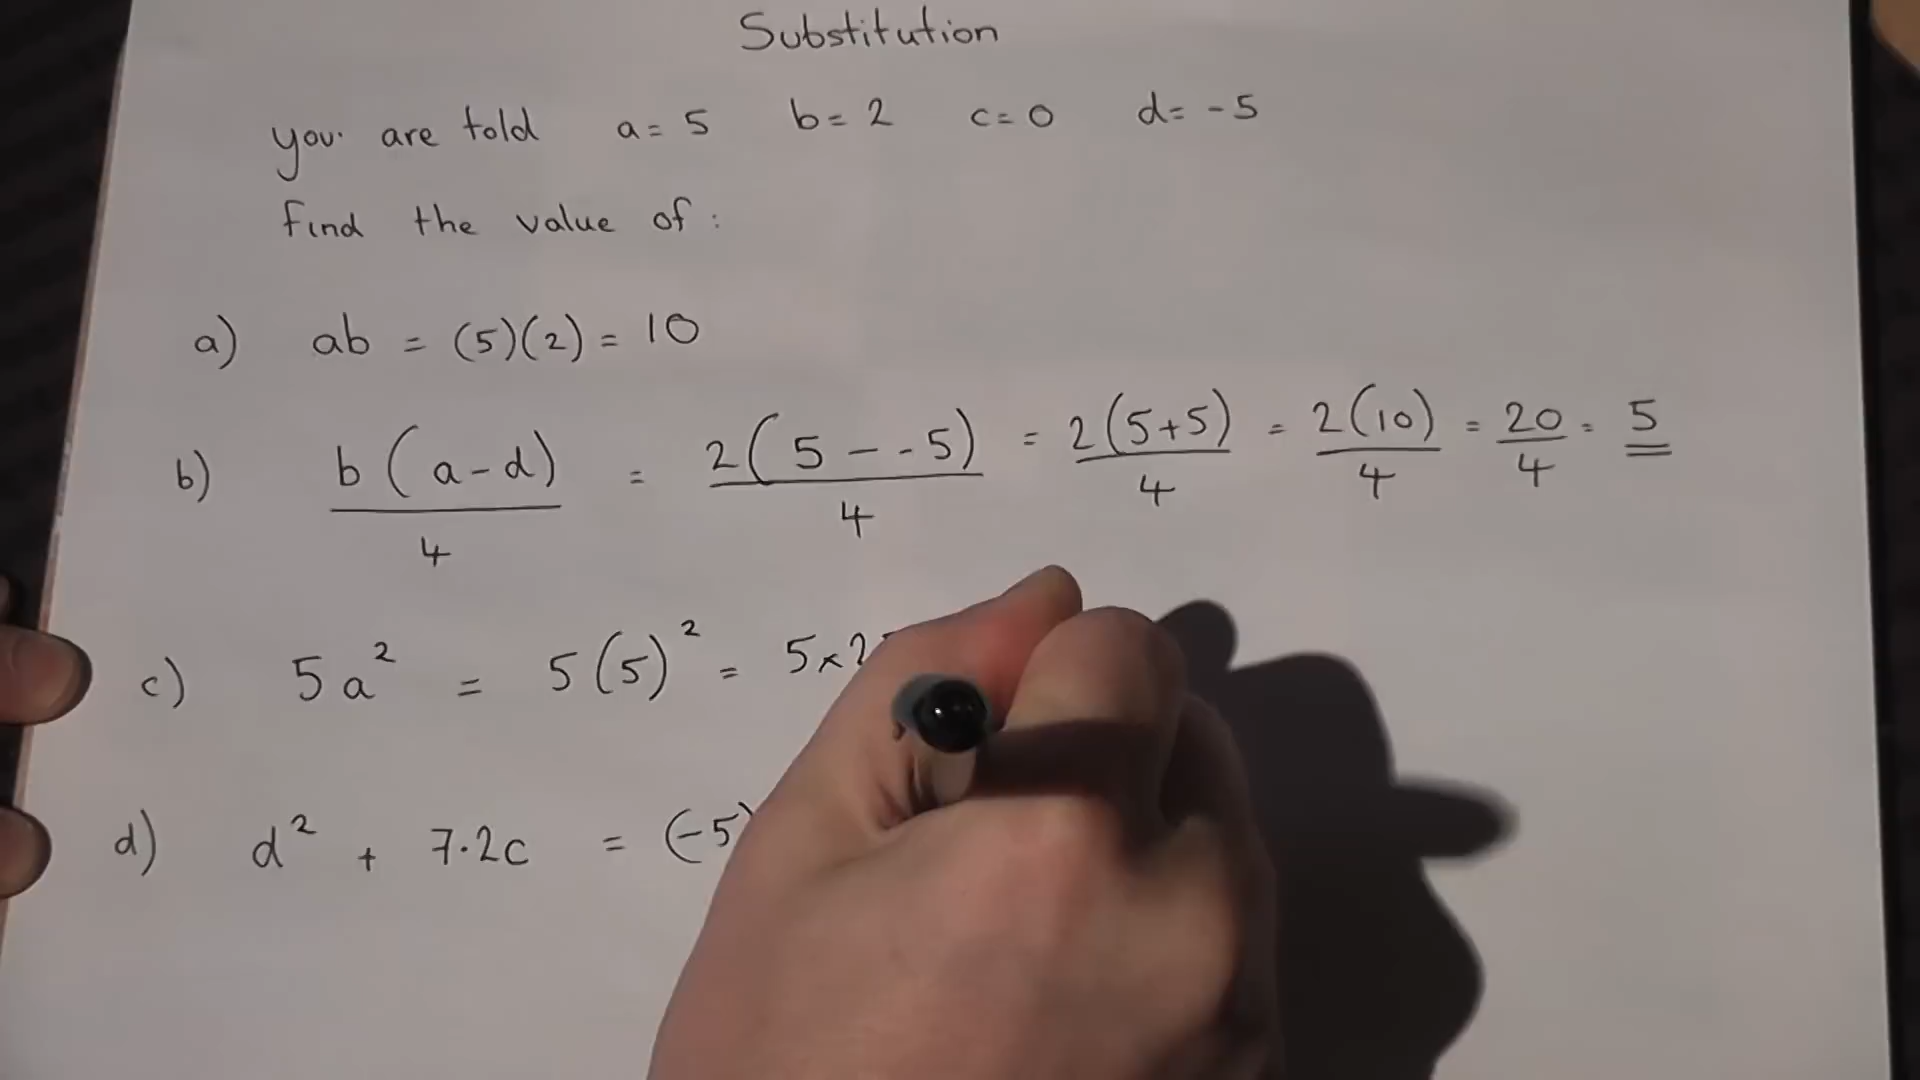 Substitution
you are told a = 5 b = 2 c = 0 d = -5
find the value of :
a) ab = (5)(2) = 10
b) b(a-d)/4 = 2(5--5)/4 = 2(5+5)/4 = 2(10)/4 = 20/4 = 5
c) 5a² = 5(5)² = 5×2
d) d² + 7.2c = (-5)